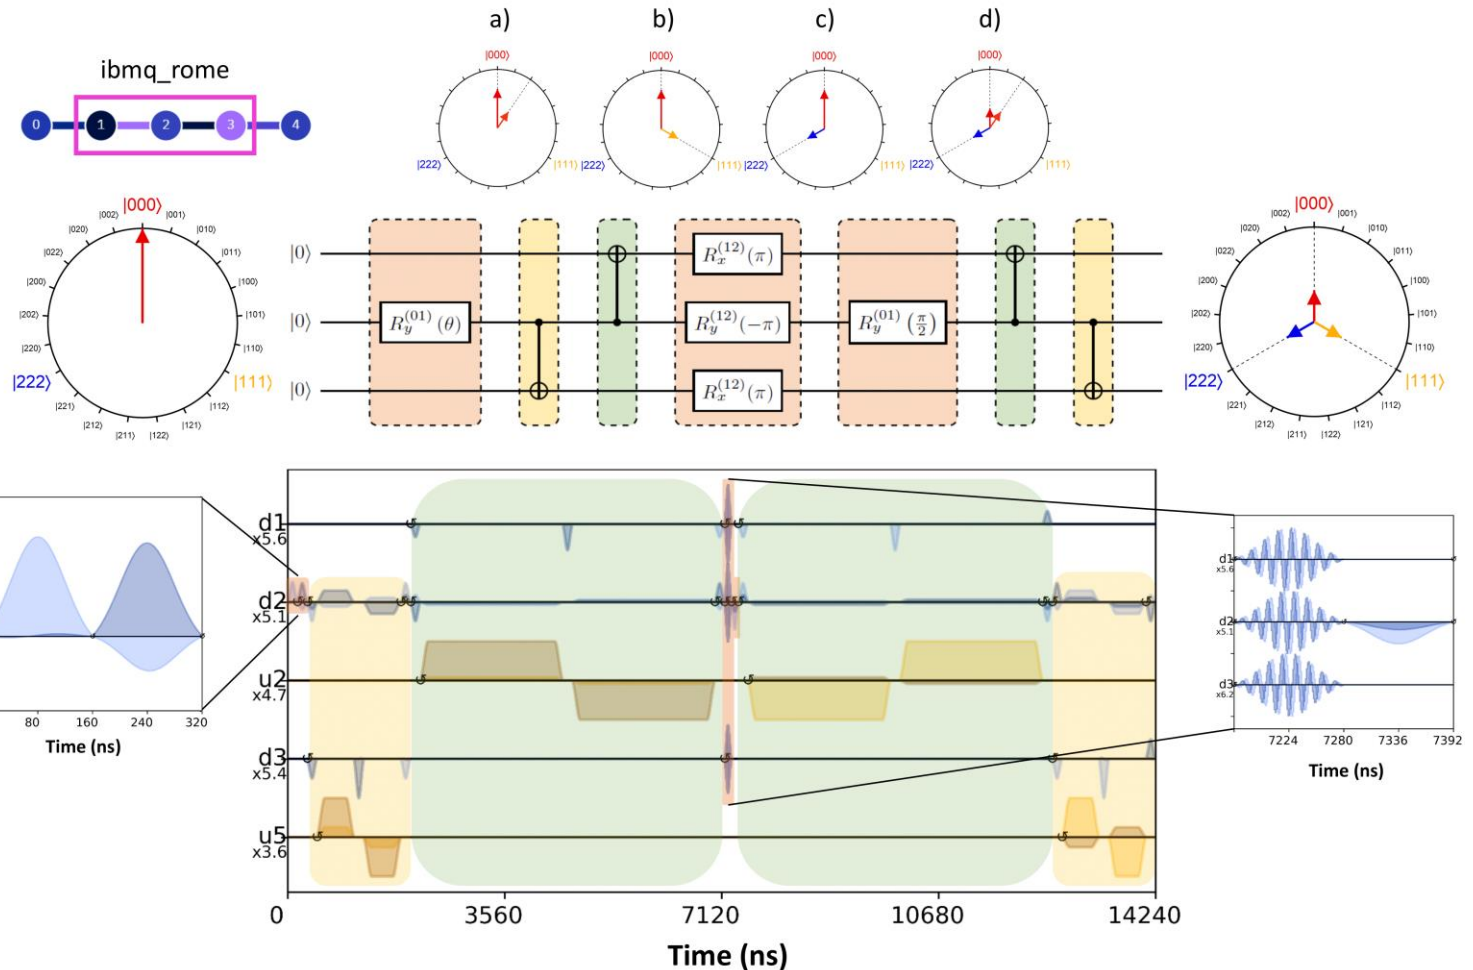 a) b) c) d)
ibmq_rome
0 1 2 3 4
|000⟩ |222⟩ |111⟩
|000⟩ |222⟩ |111⟩
|000⟩ |222⟩ |111⟩
|000⟩ |222⟩ |111⟩
|000⟩
|002⟩ |001⟩
|020⟩ |010⟩
|022⟩ |011⟩
|200⟩ |100⟩
|202⟩ |101⟩
|220⟩ |110⟩
|222⟩ |111⟩
|221⟩ |112⟩
|212⟩ |121⟩
|211⟩ |122⟩
|0⟩ R_x^{(12)}(π)
|0⟩ R_y^{(01)}(θ) R_y^{(12)}(−π) R_y^{(01)}(π/2)
|0⟩ R_x^{(12)}(π)
|000⟩
|002⟩ |001⟩
|020⟩ |010⟩
|022⟩ |011⟩
|200⟩ |100⟩
|202⟩ |101⟩
|220⟩ |110⟩
|222⟩ |111⟩
|221⟩ |112⟩
|212⟩ |121⟩
|211⟩ |122⟩
80 160 240 320
Time (ns)
d1
x5.6
d2
x5.1
u2
x4.7
d3
x5.4
u5
x3.6
0 3560 7120 10680 14240
Time (ns)
d1
x5.6
d2
x5.1
d3
x6.2
7224 7280 7336 7392
Time (ns)